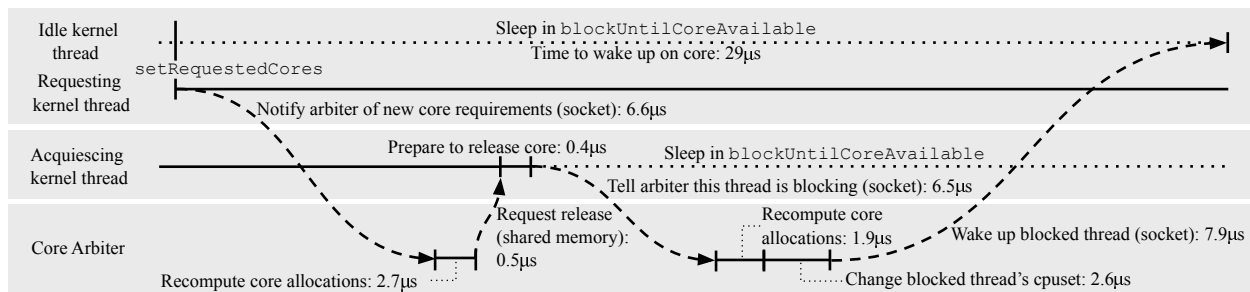 Idle kernel
thread
Sleep in blockUntilCoreAvailable
Time to wake up on core: 29μs
setRequestedCores
Requesting
kernel thread
Notify arbiter of new core requirements (socket): 6.6μs
Acquiescing
kernel thread
Prepare to release core: 0.4μs
Sleep in blockUntilCoreAvailable
Tell arbiter this thread is blocking (socket): 6.5μs
Core Arbiter
Request release
(shared memory):
0.5μs
Recompute core
allocations: 1.9μs
Wake up blocked thread (socket): 7.9μs
Recompute core allocations: 2.7μs
Change blocked thread's cpuset: 2.6μs